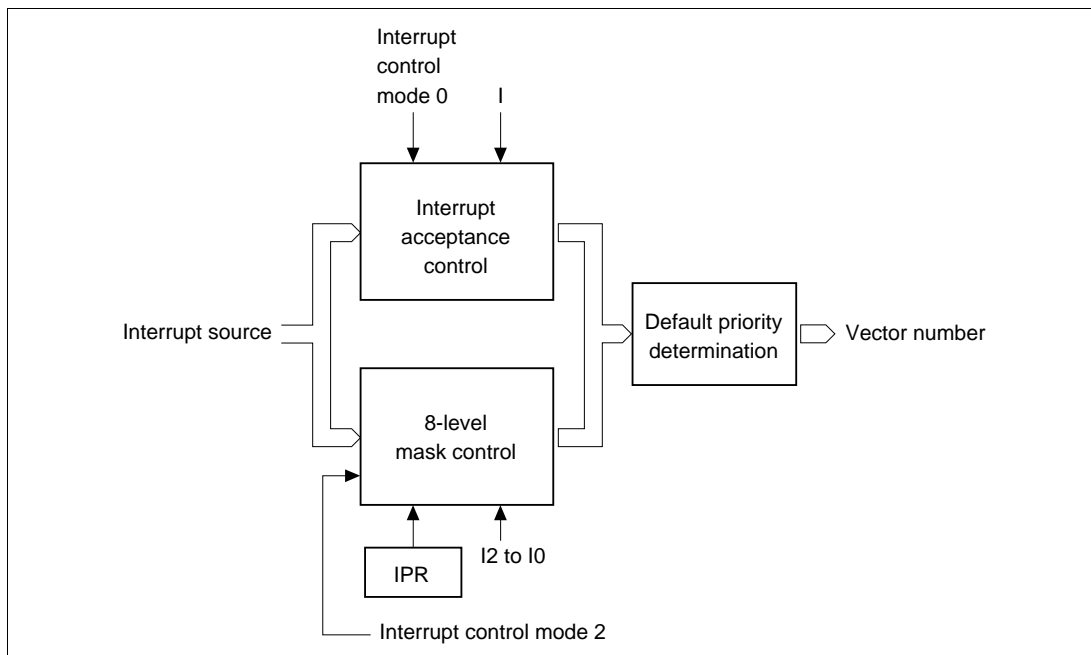 Interrupt
control
mode 0
I
Interrupt
acceptance
control
Interrupt source
Default priority
determination
Vector number
8-level
mask control
IPR
I2 to I0
Interrupt control mode 2